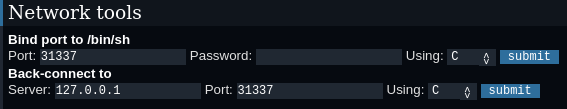 Network tools
Bind port to /bin/sh
Port: 31337 Password: Using: C submit
Back-connect to
Server: 127.0.0.1 Port: 31337 Using: C submit